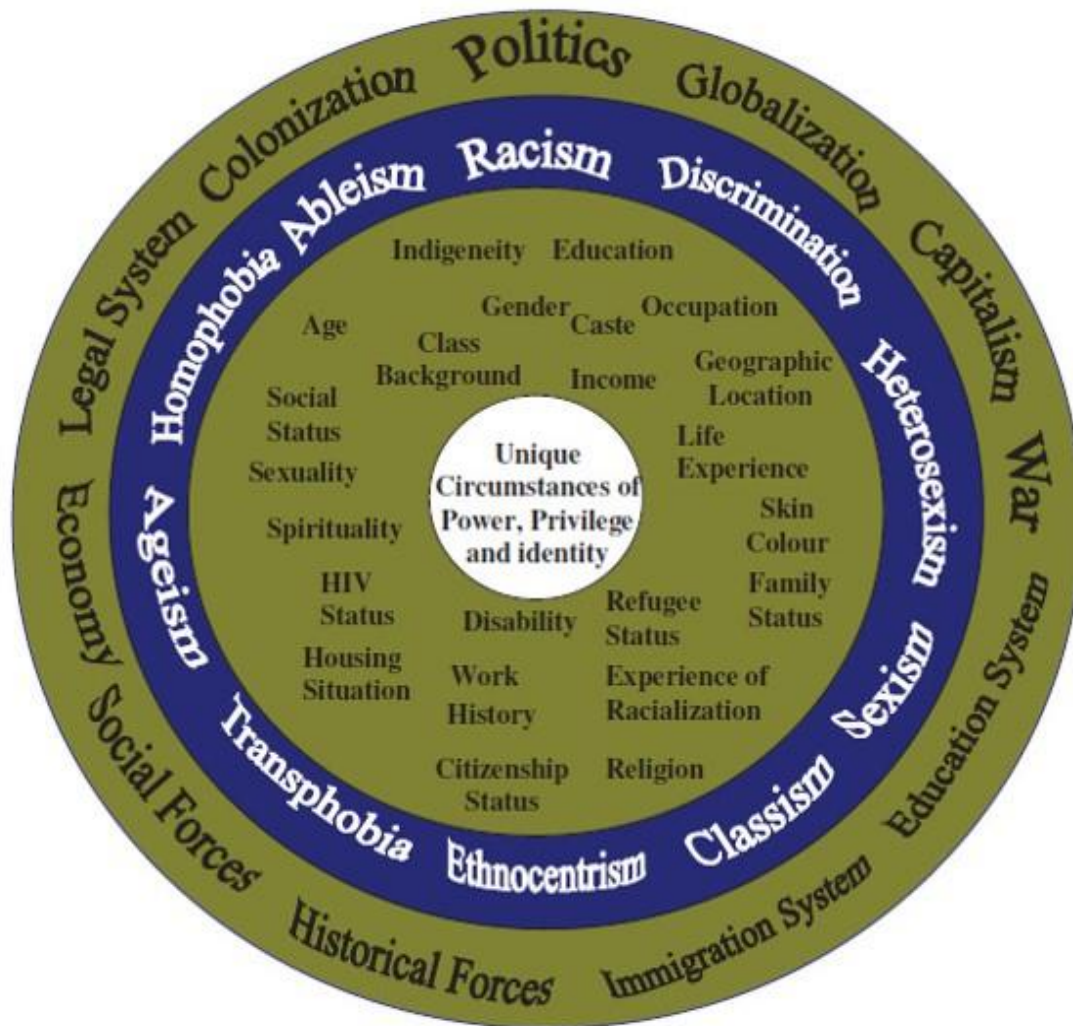 Politics
Globalization
Capitalism
War
Education System
Immigration System
Historical Forces
Social Forces
Economy
Legal System
Colonization
Racism
Discrimination
Heterosexism
Sexism
Classism
Ethnocentrism
Transphobia
Ageism
Homophobia
Ableism
Indigeneity
Education
Age
Gender
Caste
Occupation
Class
Background
Income
Geographic
Location
Social
Status
Life
Experience
Sexuality
Skin
Colour
Spirituality
HIV
Status
Disability
Refugee
Status
Family
Status
Housing
Situation
Work
History
Experience of
Racialization
Citizenship
Status
Religion
Unique
Circumstances of
Power, Privilege
and identity